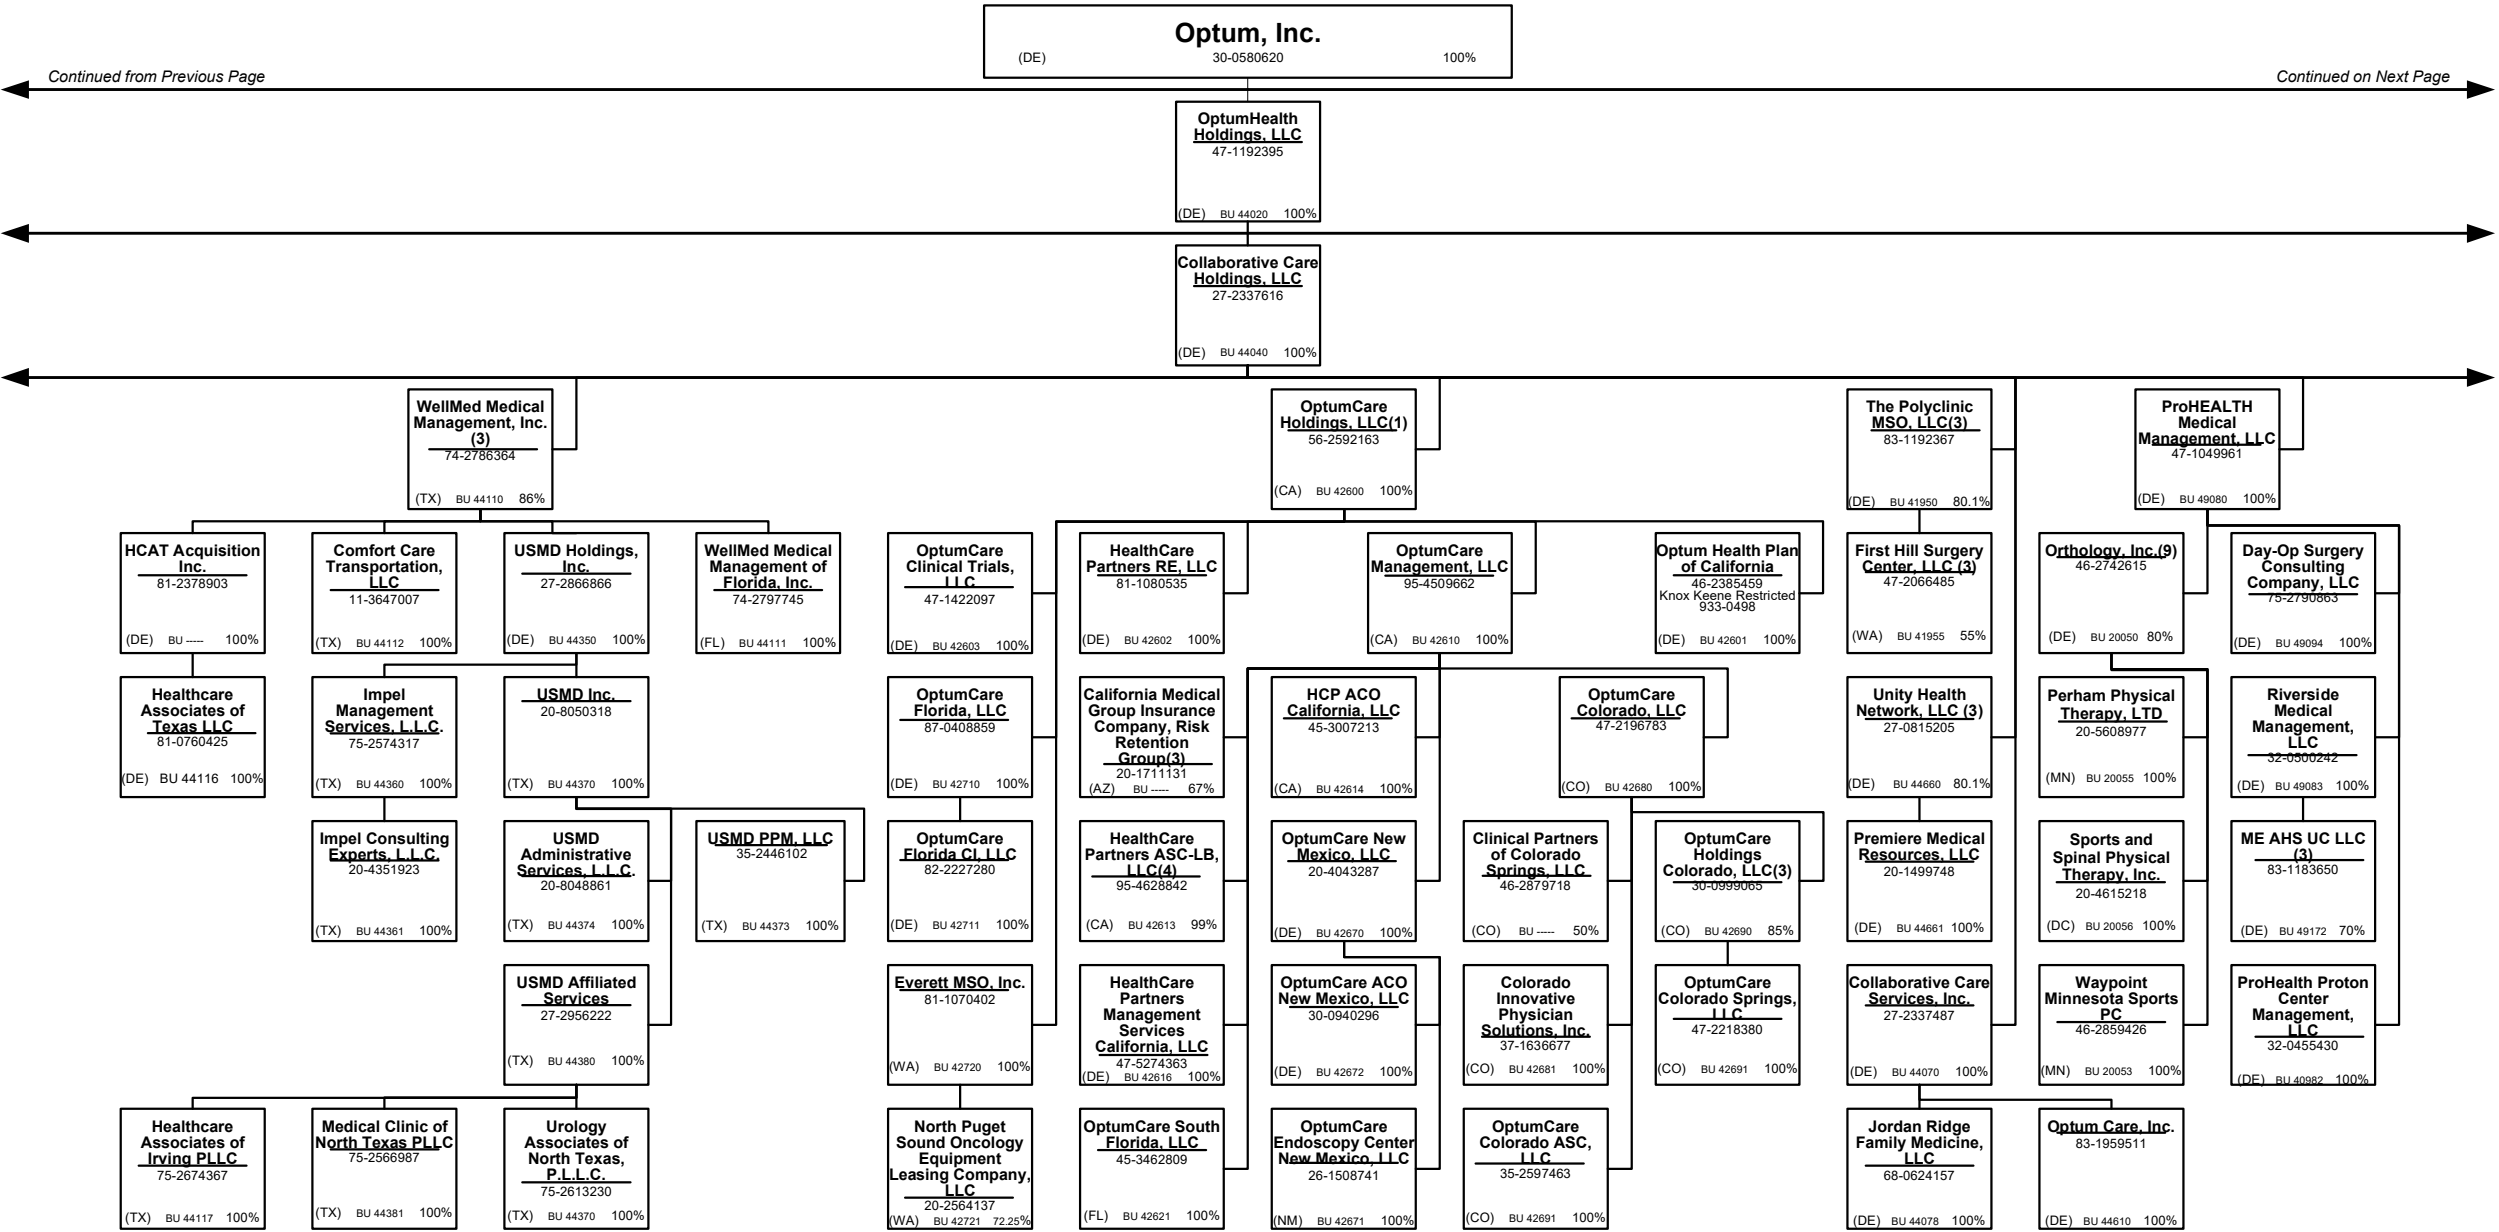 Optum, Inc.
(DE) 30-0580620 100%
Continued from Previous Page
Continued on Next Page
OptumHealth
Holdings, LLC
47-1192395
(DE) BU 44020 100%
Collaborative Care
Holdings, LLC
27-2337616
(DE) BU 44040 100%
WellMed Medical
Management, Inc.
(3)
74-2786364
(TX) BU 44110 86%
OptumCare
Holdings, LLC(1)
56-2592163
(CA) BU 42600 100%
The Polyclinic
MSO, LLC(3)
83-1192367
(DE) BU 41950 80.1%
ProHEALTH
Medical
Management, LLC
47-1049961
(DE) BU 49080 100%
HCAT Acquisition
Inc.
81-2378903
(DE) BU ----- 100%
Comfort Care
Transportation,
LLC
11-3647007
(TX) BU 44112 100%
USMD Holdings,
Inc.
27-2866866
(DE) BU 44350 100%
WellMed Medical
Management of
Florida, Inc.
74-2797745
(FL) BU 44111 100%
OptumCare
Clinical Trials,
LLC
47-1422097
(DE) BU 42603 100%
HealthCare
Partners RE, LLC
81-1080535
(DE) BU 42602 100%
OptumCare
Management, LLC
95-4509662
(CA) BU 42610 100%
Optum Health Plan
of California
46-2385459
Knox Keene Restricted
933-0498
(DE) BU 42601 100%
First Hill Surgery
Center, LLC (3)
47-2066485
(WA) BU 41955 55%
Orthology, Inc.(9)
46-2742615
(DE) BU 20050 80%
Day-Op Surgery
Consulting
Company, LLC
75-2790863
(DE) BU 49094 100%
Healthcare
Associates of
Texas LLC
81-0760425
(DE) BU 44116 100%
Impel
Management
Services, L.L.C.
75-2574317
(TX) BU 44360 100%
USMD Inc.
20-8050318
(TX) BU 44370 100%
OptumCare
Florida, LLC
87-0408859
(DE) BU 42710 100%
California Medical
Group Insurance
Company, Risk
Retention
Group(3)
20-1711131
(AZ) BU ----- 67%
HCP ACO
California, LLC
45-3007213
(CA) BU 42614 100%
OptumCare
Colorado, LLC
47-2196783
(CO) BU 42680 100%
Unity Health
Network, LLC (3)
27-0815205
(DE) BU 44660 80.1%
Perham Physical
Therapy, LTD
20-5608977
(MN) BU 20055 100%
Riverside
Medical
Management,
LLC
32-0500242
(DE) BU 49083 100%
Impel Consulting
Experts, L.L.C.
20-4351923
(TX) BU 44361 100%
USMD
Administrative
Services, L.L.C.
20-8048861
(TX) BU 44374 100%
USMD PPM, LLC
35-2446102
(TX) BU 44373 100%
OptumCare
Florida CI, LLC
82-2227280
(DE) BU 42711 100%
HealthCare
Partners ASC-LB,
LLC(4)
95-4628842
(CA) BU 42613 99%
OptumCare New
Mexico, LLC
20-4043287
(DE) BU 42670 100%
Clinical Partners
of Colorado
Springs, LLC
46-2879718
(CO) BU ----- 50%
OptumCare
Holdings
Colorado, LLC(3)
30-0999065
(CO) BU 42690 85%
Premiere Medical
Resources, LLC
20-1499748
(DE) BU 44661 100%
Sports and
Spinal Physical
Therapy, Inc.
20-4615218
(DC) BU 20056 100%
ME AHS UC LLC
(3)
83-1183650
(DE) BU 49172 70%
USMD Affiliated
Services
27-2956222
(TX) BU 44380 100%
Everett MSO, Inc.
81-1070402
(WA) BU 42720 100%
HealthCare
Partners
Management
Services
California, LLC
47-5274363
(DE) BU 42616 100%
OptumCare ACO
New Mexico, LLC
30-0940296
(DE) BU 42672 100%
Colorado
Innovative
Physician
Solutions, Inc.
37-1636677
(CO) BU 42681 100%
OptumCare
Colorado Springs,
LLC
47-2218380
(CO) BU 42691 100%
Collaborative Care
Services, Inc.
27-2337487
(DE) BU 44070 100%
Waypoint
Minnesota Sports
PC
46-2859426
(MN) BU 20053 100%
ProHealth Proton
Center
Management,
LLC
32-0455430
(DE) BU 40982 100%
Healthcare
Associates of
Irving PLLC
75-2674367
(TX) BU 44117 100%
Medical Clinic of
North Texas PLLC
75-2566987
(TX) BU 44381 100%
Urology
Associates of
North Texas,
P.L.L.C.
75-2613230
(TX) BU 44370 100%
North Puget
Sound Oncology
Equipment
Leasing Company,
LLC
20-2564137
(WA) BU 42721 72.25%
OptumCare South
Florida, LLC
45-3462809
(FL) BU 42621 100%
OptumCare
Endoscopy Center
New Mexico, LLC
26-1508741
(NM) BU 42671 100%
OptumCare
Colorado ASC,
LLC
35-2597463
(CO) BU 42691 100%
Jordan Ridge
Family Medicine,
LLC
68-0624157
(DE) BU 44078 100%
Optum Care, Inc.
83-1959511
(DE) BU 44610 100%